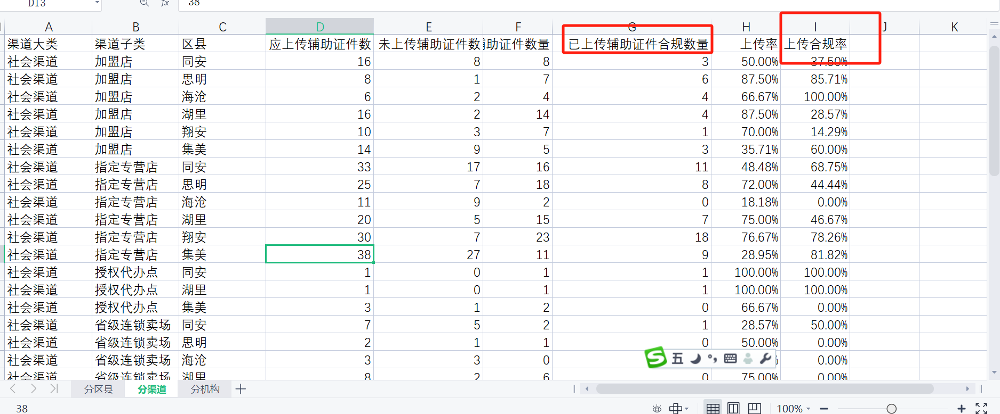 DI3 fx 38
A B C D E F G H I J K
渠道大类 渠道子类 区县 应上传辅助证件数 未上传辅助证件数 助证件数量 已上传辅助证件合规数量 上传率 上传合规率
社会渠道 加盟店 同安 16 8 8 3 50.00% 37.50%
社会渠道 加盟店 思明 8 1 7 6 87.50% 85.71%
社会渠道 加盟店 海沧 6 2 4 4 66.67% 100.00%
社会渠道 加盟店 湖里 16 2 14 4 87.50% 28.57%
社会渠道 加盟店 翔安 10 3 7 1 70.00% 14.29%
社会渠道 加盟店 集美 14 9 5 3 35.71% 60.00%
社会渠道 指定专营店 同安 33 17 16 11 48.48% 68.75%
社会渠道 指定专营店 思明 25 7 18 8 72.00% 44.44%
社会渠道 指定专营店 海沧 11 9 2 0 18.18% 0.00%
社会渠道 指定专营店 湖里 20 5 15 7 75.00% 46.67%
社会渠道 指定专营店 翔安 30 7 23 18 76.67% 78.26%
社会渠道 指定专营店 集美 38 27 11 9 28.95% 81.82%
社会渠道 授权代办点 同安 1 0 1 1 100.00% 100.00%
社会渠道 授权代办点 湖里 1 0 1 1 100.00% 100.00%
社会渠道 授权代办点 集美 3 1 2 0 66.67% 0.00%
社会渠道 省级连锁卖场 同安 7 5 2 1 28.57% 50.00%
社会渠道 省级连锁卖场 思明 2 1 1 0 50.00% 0.00%
社会渠道 省级连锁卖场 海沧 3 3 0 0.00%
社会渠道 省级连锁卖场 湖里 8 2 6 0 75.00% 0.00%
S 五
分区县 分渠道 分机构
38 100%